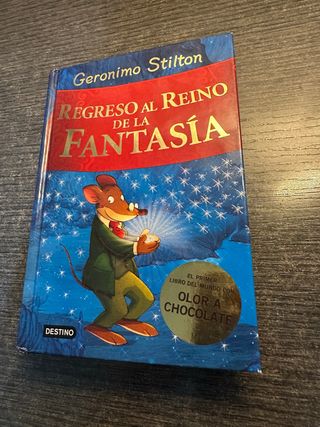 Geronimo Stilton
REGRESO AL REINO
DE LA
FANTASÍA
EL PRIMER
LIBRO DEL MUNDO CON
OLOR A
CHOCOLATE
DESTINO